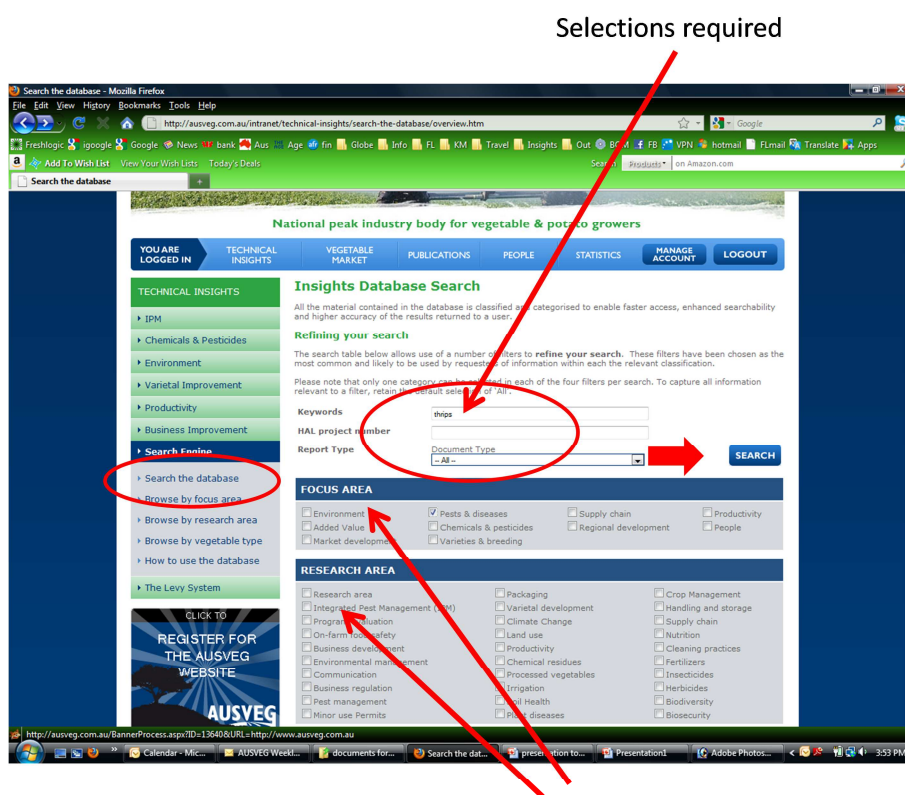 Selections required
Search the database - Mozilla Firefox
File Edit View History Bookmarks Tools Help
http://ausveg.com.au/intranet/technical-insights/search-the-database/overview.htm
Google
Freshlogic igoogle Google News bank Aus Age fin Globe Info FL KM Travel Insights Out BOM FB VPN hotmail FLmail Translate Apps
Add To Wish List View Your Wish Lists Today's Deals Search Products on Amazon.com
Search the database
National peak industry body for vegetable & potato growers
YOU ARE LOGGED IN
TECHNICAL INSIGHTS
VEGETABLE MARKET
PUBLICATIONS
PEOPLE
STATISTICS
MANAGE ACCOUNT
LOGOUT
TECHNICAL INSIGHTS
IPM
Chemicals & Pesticides
Environment
Varietal Improvement
Productivity
Business Improvement
Search Engine
Search the database
Browse by focus area
Browse by research area
Browse by vegetable type
How to use the database
The Levy System
CLICK TO
REGISTER FOR
THE AUSVEG
WEBSITE
AUSVEG
Insights Database Search
All the material contained in the database is classified and categorised to enable faster access, enhanced searchability
and higher accuracy of the results returned to a user.
Refining your search
The search table below allows use of a number of filters to refine your search. These filters have been chosen as the
most common and likely to be used by requesters of information within each the relevant classification.
Please note that only one category can be selected in each of the four filters per search. To capture all information
relevant to a filter, retain the default selection of 'All'.
Keywords thrips
HAL project number
Report Type Document Type
-- All --
SEARCH
FOCUS AREA
Environment Pests & diseases Supply chain Productivity
Added Value Chemicals & pesticides Regional development People
Market development Varieties & breeding
RESEARCH AREA
Research area Packaging Crop Management
Integrated Pest Management (IPM) Varietal development Handling and storage
Program evaluation Climate Change Supply chain
On-farm food safety Land use Nutrition
Business development Productivity Cleaning practices
Environmental management Chemical residues Fertilizers
Communication Processed vegetables Insecticides
Business regulation Irrigation Herbicides
Pest management Soil Health Biodiversity
Minor use Permits Plant diseases Biosecurity
http://ausveg.com.au/BannerProcess.aspx?ID=13640&URL=http://www.ausveg.com.au
Calendar - Mic... AUSVEG Weekl... documents for... Search the dat... presentation to... Presentation1 Adobe Photos... 3:53 PM